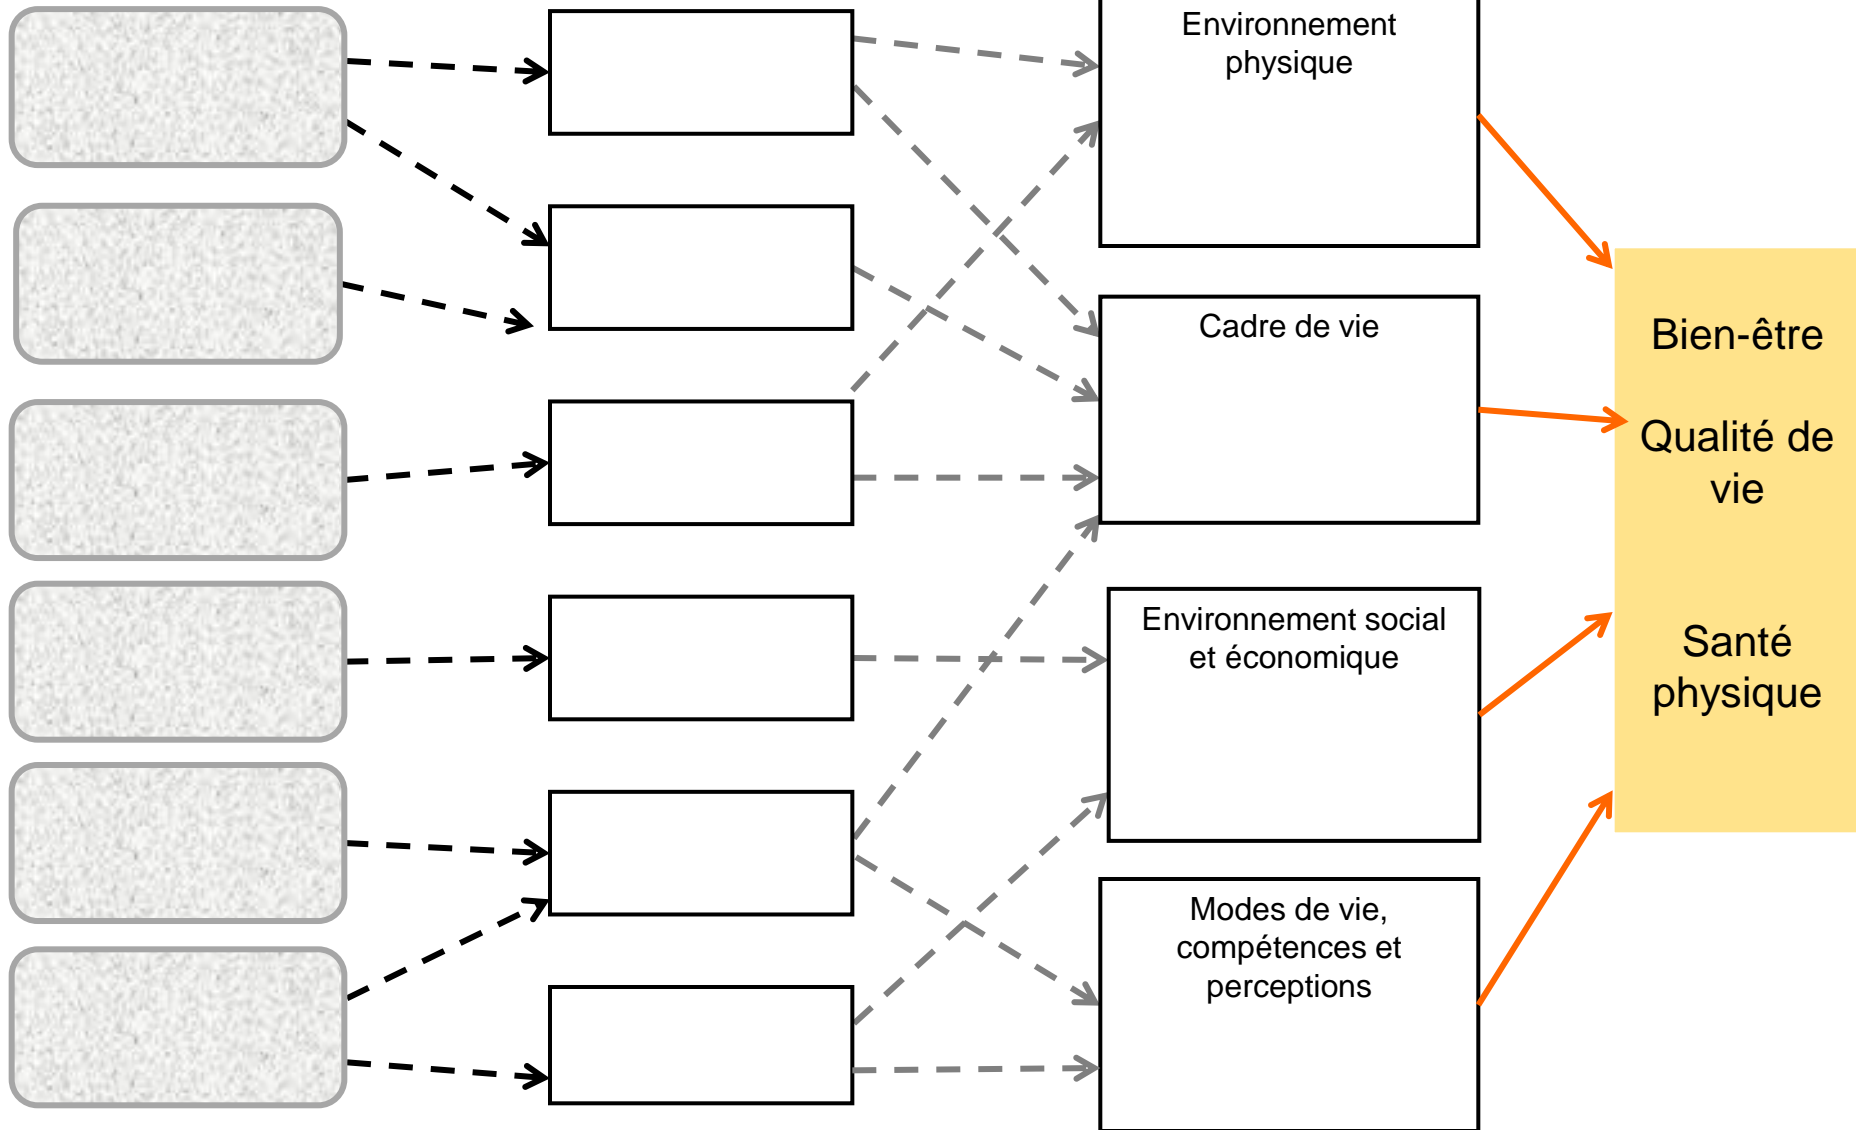 Environnement
physique
Cadre de vie
Environnement social
et économique
Modes de vie,
compétences et
perceptions
Bien-être
Qualité de
vie
Santé
physique